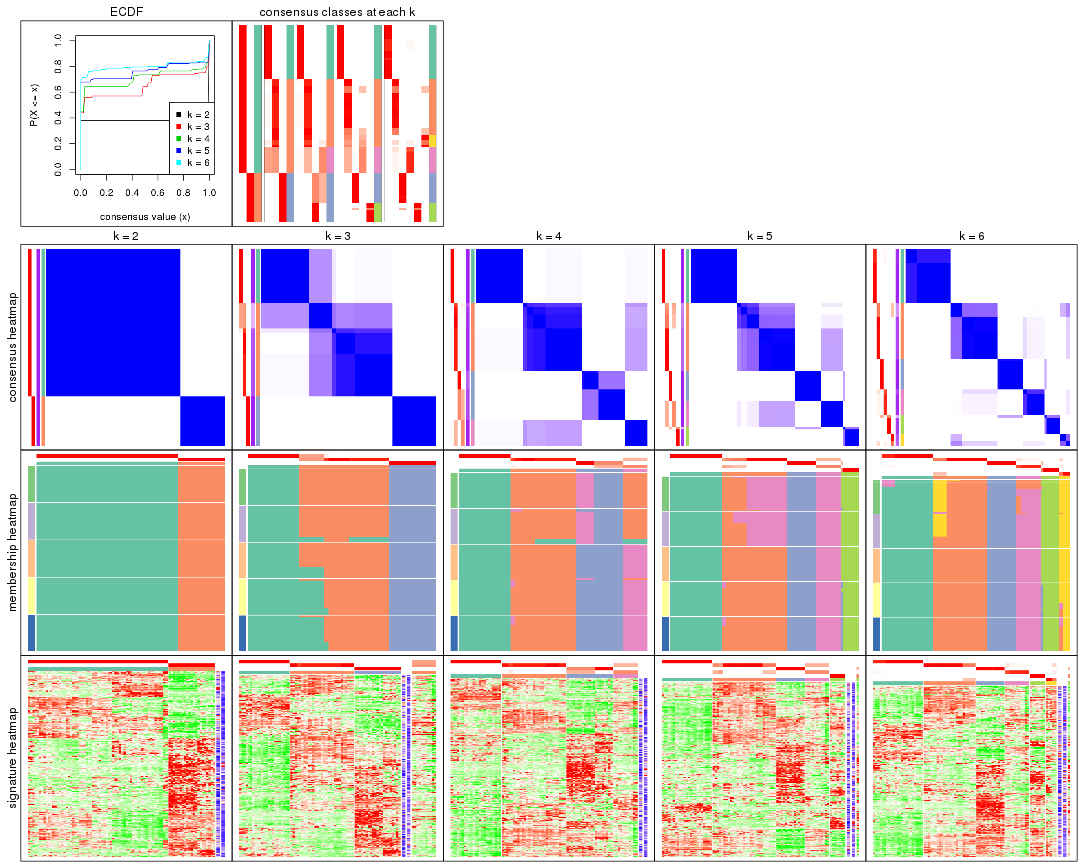 ECDF
consensus classes at each k
P(X <= x)
0.0 0.2 0.4 0.6 0.8 1.0
k = 2
k = 3
k = 4
k = 5
k = 6
0.0 0.2 0.4 0.6 0.8 1.0
consensus value (x)
k = 2 k = 3 k = 4 k = 5 k = 6
consensus heatmap
membership heatmap
signature heatmap